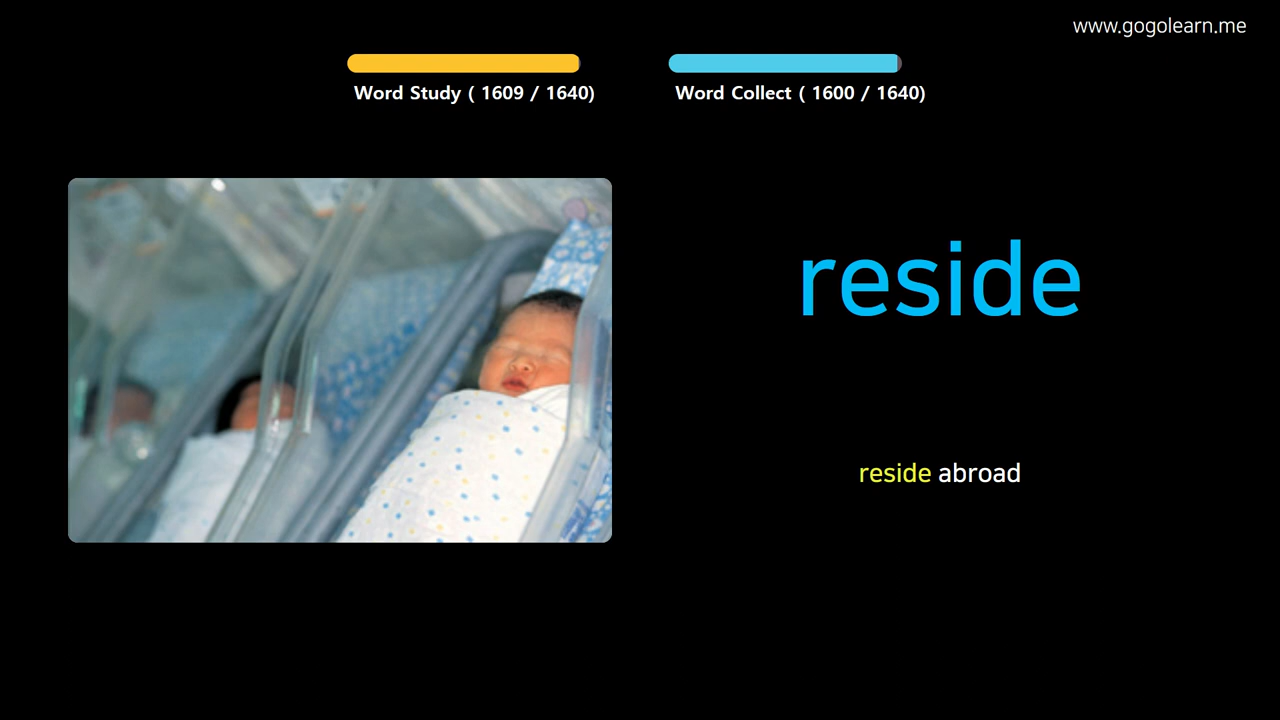 www.gogolearn.me
Word Study ( 1609 / 1640)
Word Collect ( 1600 / 1640)
reside
reside abroad